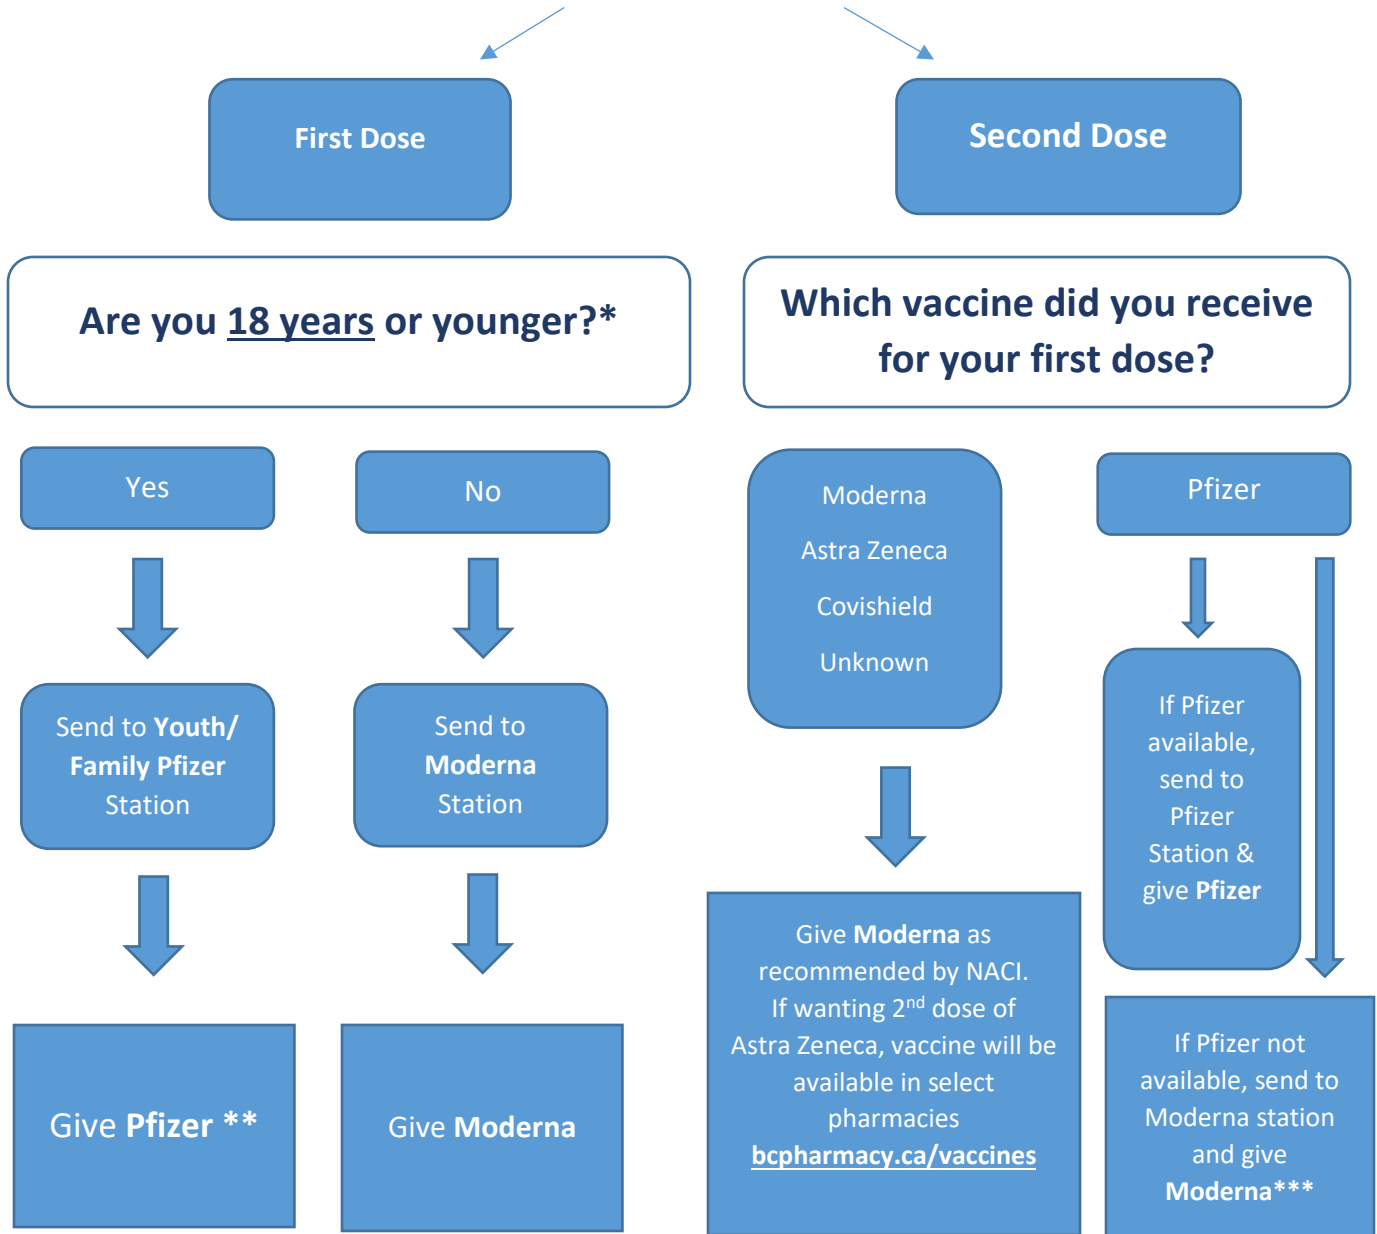 First Dose
Second Dose
Are you 18 years or younger?*
Which vaccine did you receive
for your first dose?
Yes
No
Moderna
Astra Zeneca
Covishield
Unknown
Pfizer
Send to Youth/
Family Pfizer
Station
Send to
Moderna
Station
If Pfizer
available,
send to
Pfizer
Station &
give Pfizer
Give Pfizer **
Give Moderna
Give Moderna as
recommended by NACI.
If wanting 2nd dose of
Astra Zeneca, vaccine will be
available in select
pharmacies
bcpharmacy.ca/vaccines
If Pfizer not
available, send to
Moderna station
and give
Moderna***